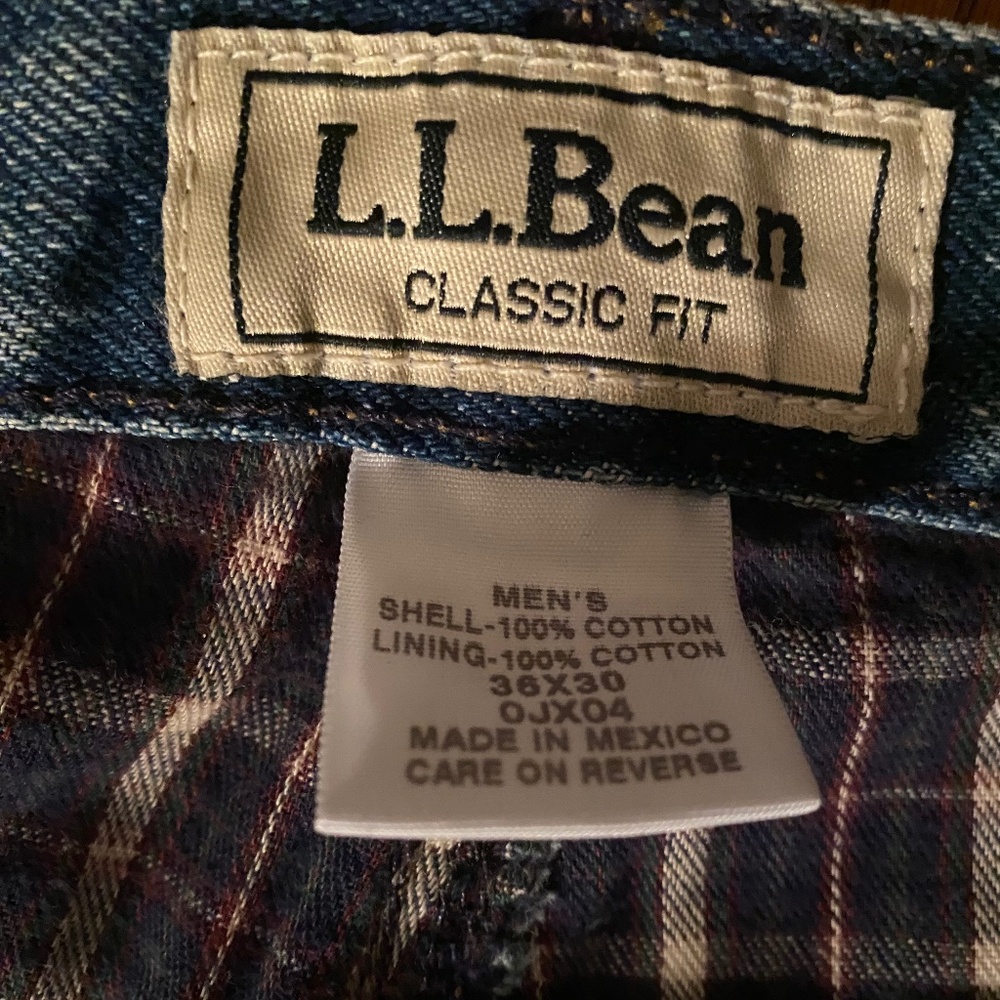 L.L.Bean
CLASSIC FIT
MEN'S
SHELL-100% COTTON
LINING-100% COTTON
36X30
0JX04
MADE IN MEXICO
CARE ON REVERSE